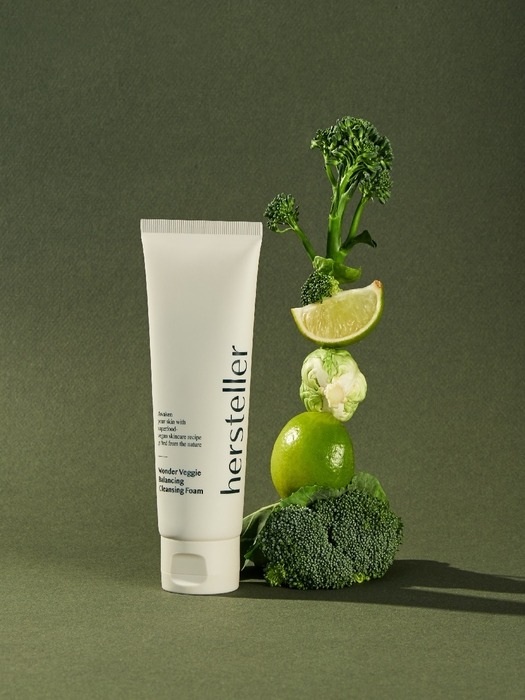 Awaken
your skin with
superfood-
vegan skincare recipe
from the nature
Wonder Veggie
Balancing
Cleansing Foam
hersteller